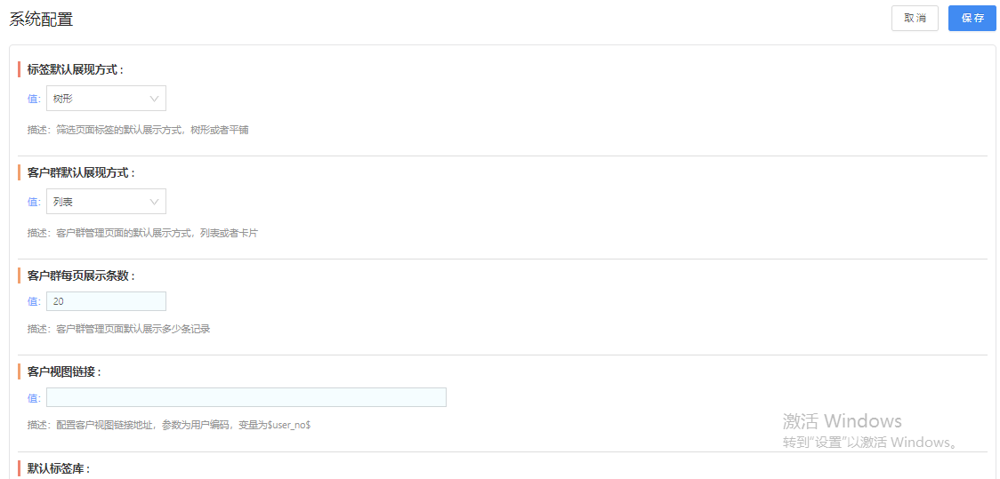 系统配置
取 消
保 存
标签默认展现方式 :
值: 树形
描述: 筛选页面标签的默认展示方式，树形或者平铺
客户群默认展现方式 :
值: 列表
描述: 客户群管理页面的默认展示方式，列表或者卡片
客户群每页展示条数 :
值: 20
描述: 客户群管理页面默认展示多少条记录
客户视图链接 :
值:
描述: 配置客户视图链接地址，参数为用户编码，变量为$user_no$
激活 Windows
转到"设置"以激活 Windows。
默认标签库 :